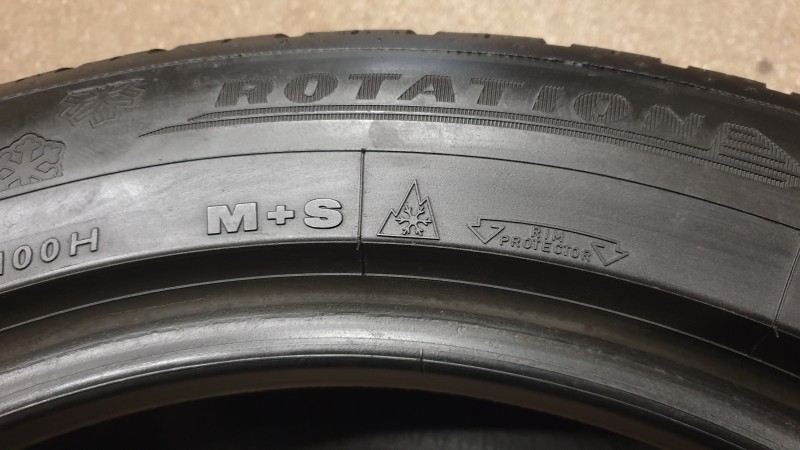 ROTATION
100H
M+S
RIM
PROTECTOR